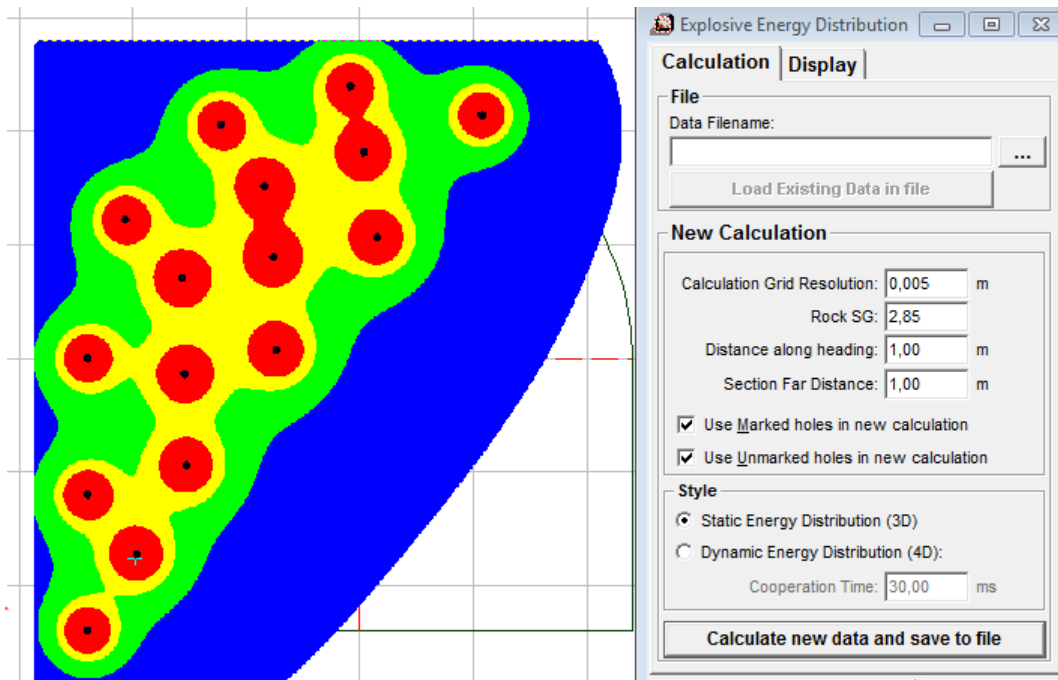 Explosive Energy Distribution
Calculation Display
File
Data Filename:
...
Load Existing Data in file
New Calculation
Calculation Grid Resolution: 0,005 m
Rock SG: 2,85
Distance along heading: 1,00 m
Section Far Distance: 1,00 m
Use Marked holes in new calculation
Use Unmarked holes in new calculation
Style
Static Energy Distribution (3D)
Dynamic Energy Distribution (4D):
Cooperation Time: 30,00 ms
Calculate new data and save to file